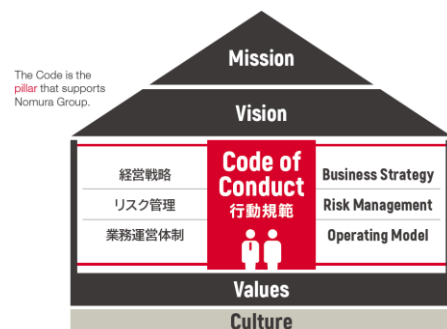 Mission
The Code is the
pillar that supports
Nomura Group.
Vision
Code of
Conduct
行動規範
経営戦略
リスク管理
業務運営体制
Business Strategy
Risk Management
Operating Model
Values
Culture